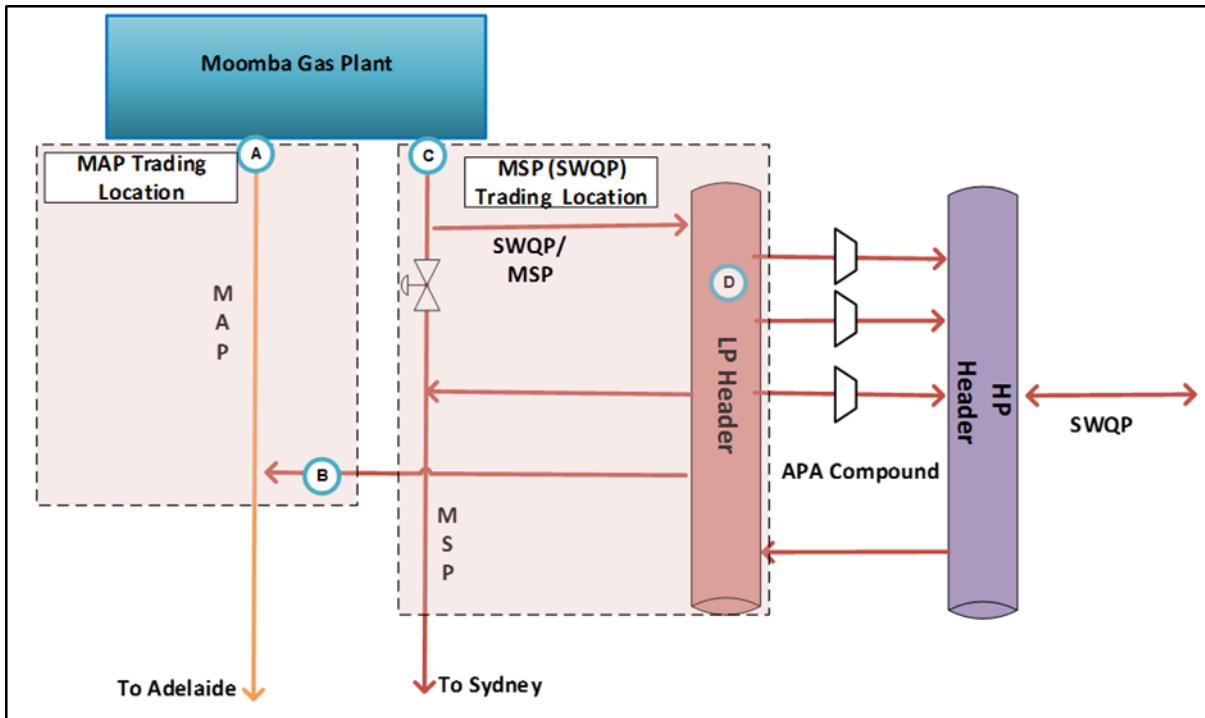 Moomba Gas Plant
A
C
MAP Trading
Location
MSP (SWQP)
Trading Location
SWQP/
MSP
D
M
A
P
LP Header
HP
Header
SWQP
APA Compound
B
M
S
P
To Adelaide
To Sydney